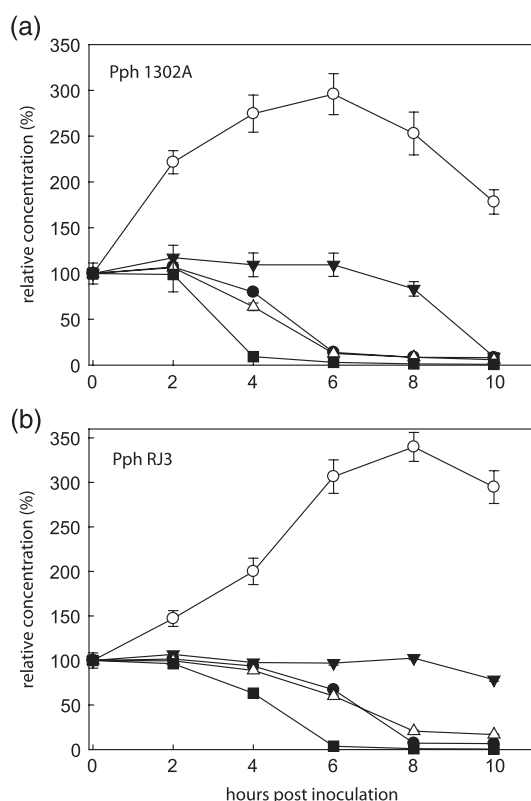 (a)
350
300
250
200
150
100
50
0
relative concentration (%)
Pph 1302A
0 2 4 6 8 10
(b)
350
300
250
200
150
100
50
0
relative concentration (%)
Pph RJ3
0 2 4 6 8 10
hours post inoculation